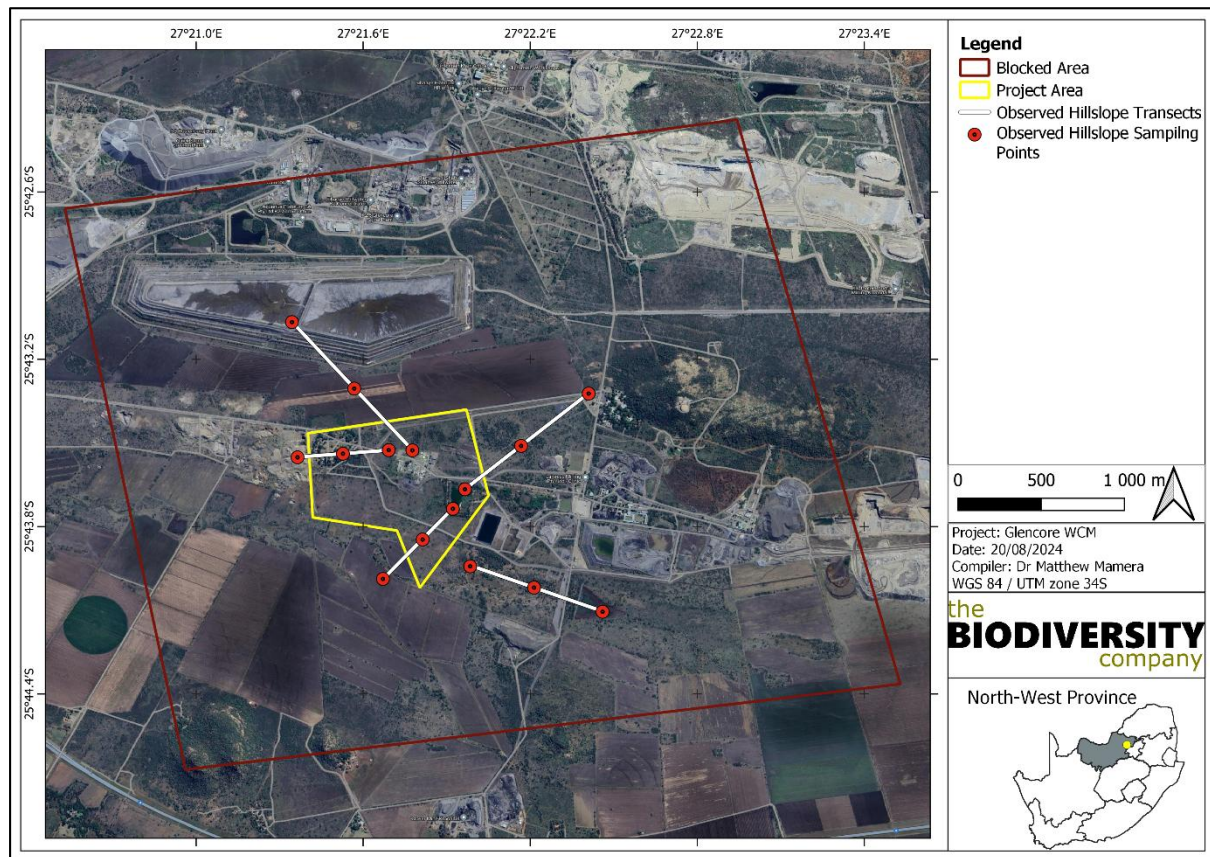 27°21.0'E
27°21.6'E
27°22.2'E
27°22.8'E
27°23.4'E
25°42.6'S
25°43.2'S
25°43.8'S
25°44.4'S
Legend
Blocked Area
Project Area
Observed Hillslope Transects
Observed Hillslope Sampilng
Points
0 500 1 000 m
Project: Glencore WCM
Date: 20/08/2024
Compiler: Dr Matthew Mamera
WGS 84 / UTM zone 34S
the
BIODIVERSITY
company
North-West Province